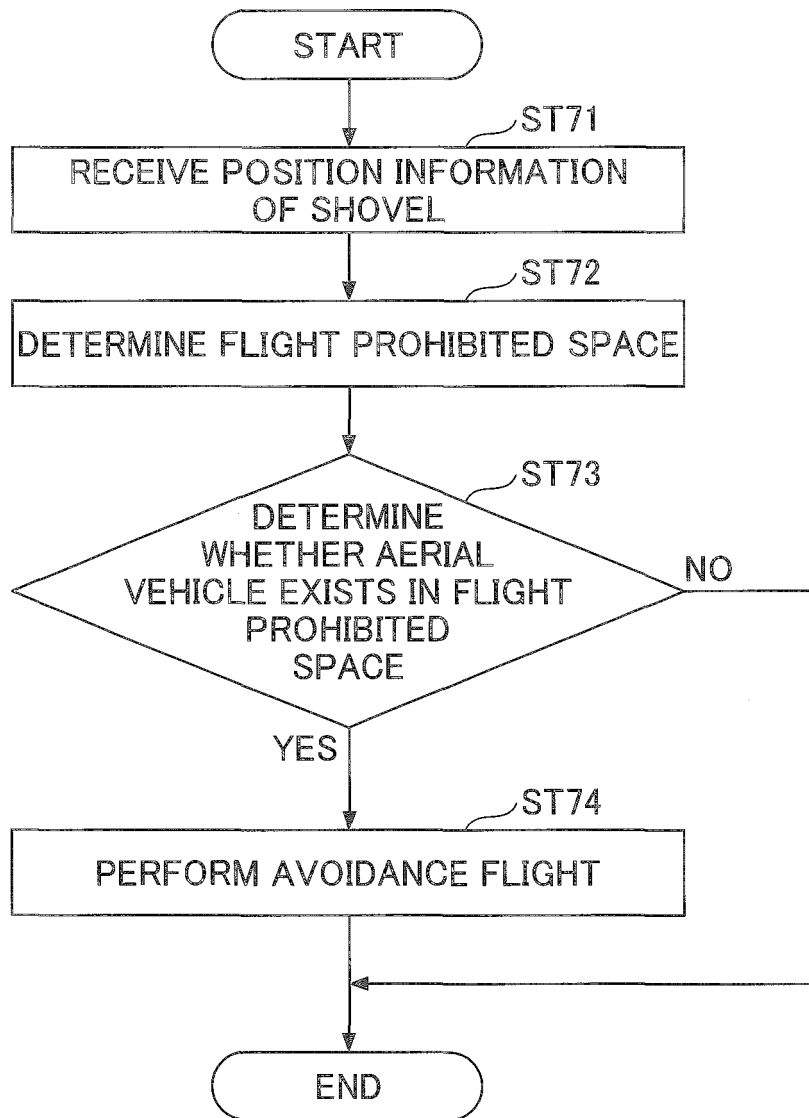 START
ST71
RECEIVE POSITION INFORMATION
OF SHOVEL
ST72
DETERMINE FLIGHT PROHIBITED SPACE
ST73
DETERMINE
WHETHER AERIAL
VEHICLE EXISTS IN FLIGHT
PROHIBITED
SPACE
NO
YES
ST74
PERFORM AVOIDANCE FLIGHT
END